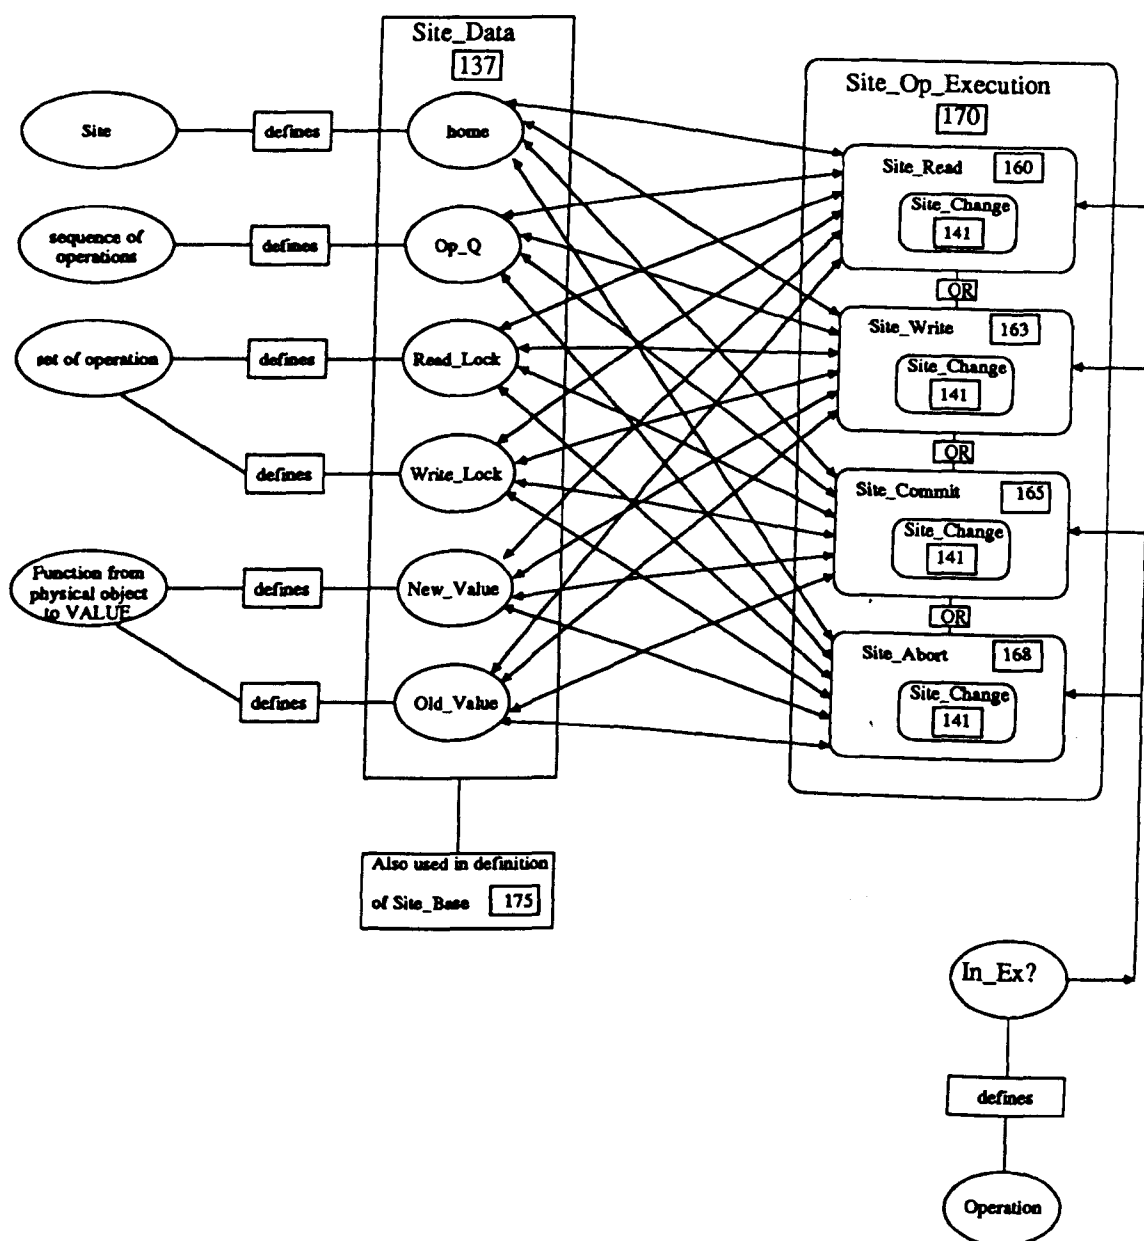 Site_Data
137
Site_Op_Execution
170
Site
defines
home
Site_Read
160
Site_Change
141
sequence of
operations
defines
Op_Q
OR
Site_Write
163
Site_Change
141
set of operation
defines
Read_Lock
OR
defines
Write_Lock
Site_Commit
165
Site_Change
141
Function from
physical object
to VALUE
defines
New_Value
OR
Site_Abort
168
Site_Change
141
defines
Old_Value
Also used in definition
of Site_Base 175
In_Ex?
defines
Operation